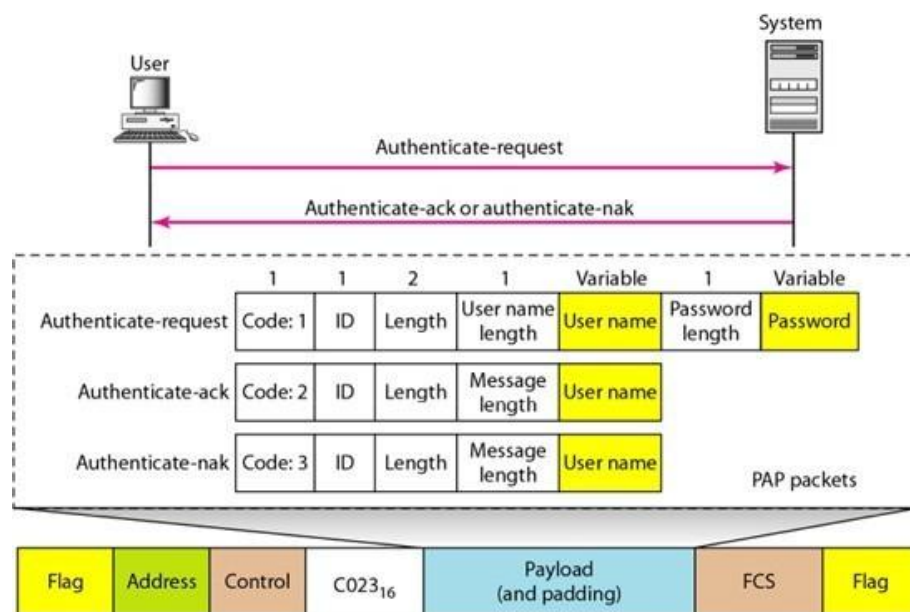 System
User
Authenticate-request
Authenticate-ack or authenticate-nak
1 1 2 1 Variable 1 Variable
Authenticate-request Code: 1 ID Length User name length User name Password length Password
Authenticate-ack Code: 2 ID Length Message length User name
Authenticate-nak Code: 3 ID Length Message length User name
PAP packets
Flag Address Control C023₁₆ Payload (and padding) FCS Flag